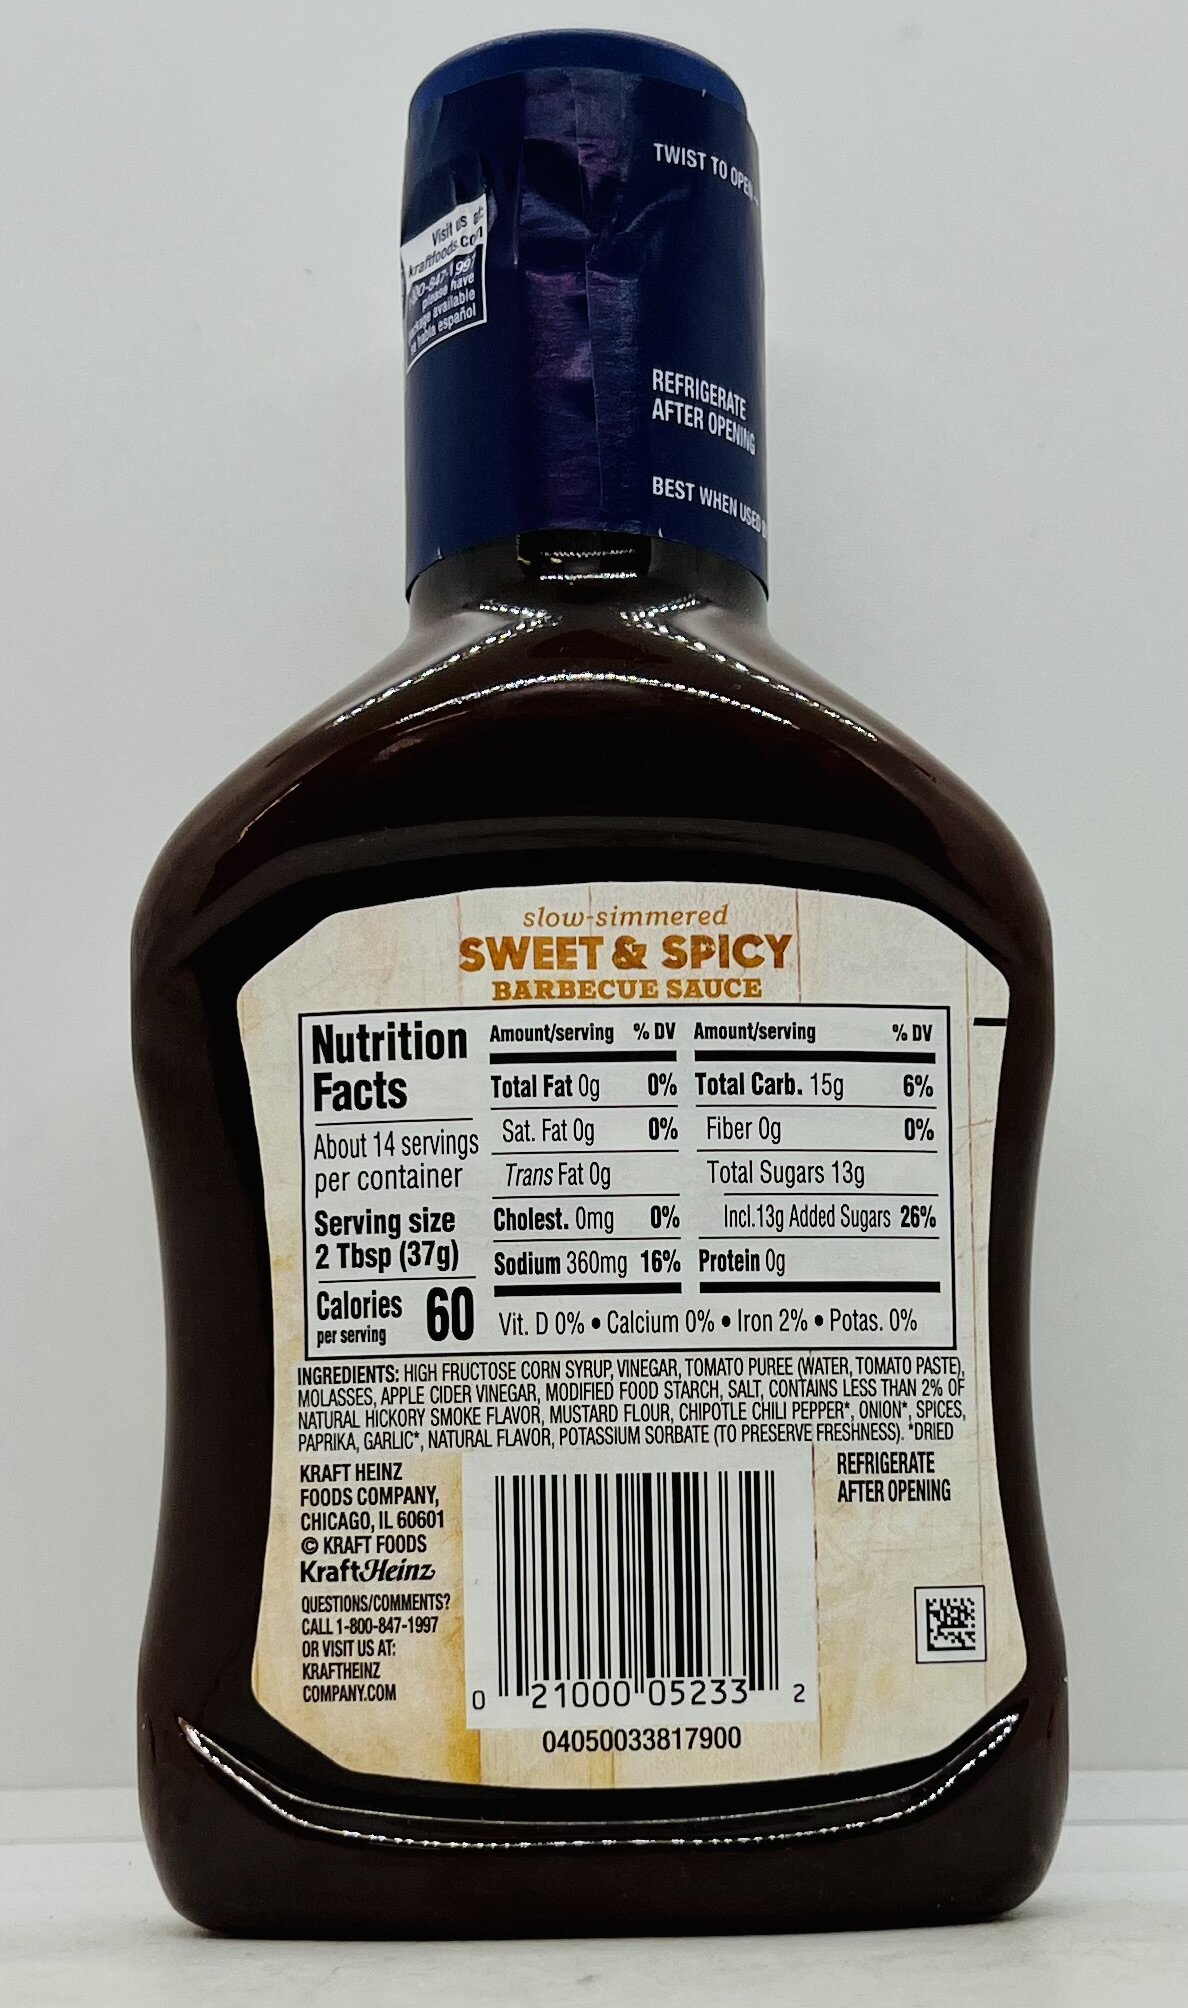 TWIST TO OPEN
Visit us at:
kraftfoods.com
please have
package available
se habla español
REFRIGERATE
AFTER OPENING
BEST WHEN USED
slow-simmered
SWEET & SPICY
BARBECUE SAUCE
Nutrition
Facts
About 14 servings
per container
Serving size
2 Tbsp (37g)
Calories 60
per serving
Amount/serving % DV
Total Fat 0g 0%
Sat. Fat 0g 0%
Trans Fat 0g
Cholest. 0mg 0%
Sodium 360mg 16%
Amount/serving % DV
Total Carb. 15g 6%
Fiber 0g 0%
Total Sugars 13g
Incl.13g Added Sugars 26%
Protein 0g
Vit. D 0% • Calcium 0% • Iron 2% • Potas. 0%
INGREDIENTS: HIGH FRUCTOSE CORN SYRUP, VINEGAR, TOMATO PUREE (WATER, TOMATO PASTE),
MOLASSES, APPLE CIDER VINEGAR, MODIFIED FOOD STARCH, SALT, CONTAINS LESS THAN 2% OF
NATURAL HICKORY SMOKE FLAVOR, MUSTARD FLOUR, CHIPOTLE CHILI PEPPER*, ONION*, SPICES,
PAPRIKA, GARLIC*, NATURAL FLAVOR, POTASSIUM SORBATE (TO PRESERVE FRESHNESS). *DRIED
KRAFT HEINZ
FOODS COMPANY,
CHICAGO, IL 60601
© KRAFT FOODS
KraftHeinz
QUESTIONS/COMMENTS?
CALL 1-800-847-1997
OR VISIT US AT:
KRAFTHEINZ
COMPANY.COM
REFRIGERATE
AFTER OPENING
0 21000 05233 2
04050033817900